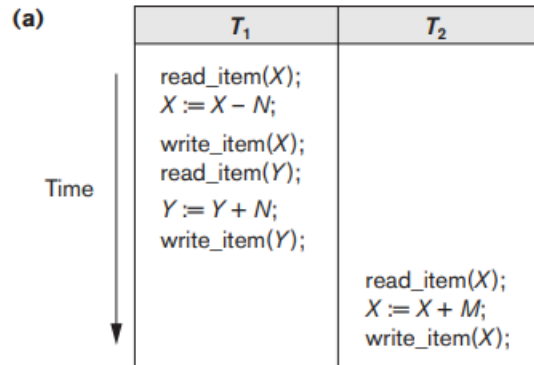 (a)
T₁ T₂
read_item(X);
X := X – N;
write_item(X);
read_item(Y);
Time
Y := Y + N;
write_item(Y);
read_item(X);
X := X + M;
write_item(X);